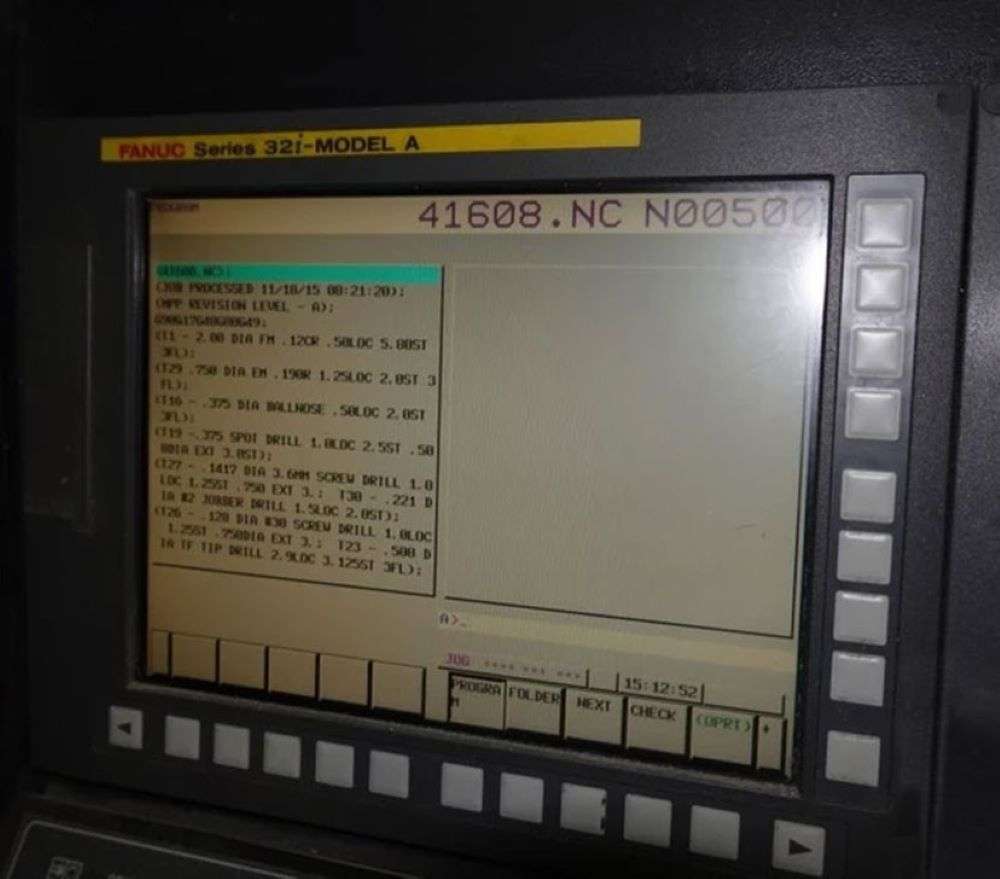 FANUC Series 32i-MODEL A
PROGRAM
41608.NC N00500
(JOB PROCESSED 11/18/15 08:21:20);
(MPP REVISION LEVEL - A);
(T1 - 2.00 DIA FM .12CR .50LOC 5.00ST
3FL);
(T29 .750 DIA EM .190R 1.25LOC 2.0ST 3
FL);
(T16 - .375 DIA BALLNOSE .50LOC 2.0ST
3FL);
(T19 -.375 SPOT DRILL 1.0LOC 2.5ST .50
0DIA EXT 3.0ST);
(T27 - .1417 DIA 3.6MM SCREW DRILL 1.0
LOC 1.25ST .750 EXT 3.; T30 - .221 D
IA #2 JOBBER DRILL 1.5LOC 2.0ST);
(T26 - .128 DIA #30 SCREW DRILL 1.0LOC
1.25ST .750DIA EXT 3.; T23 - .500 D
IA TF TIP DRILL 2.9LOC 3.125ST 3FL);
A>_
JOG **** *** ***
15:12:52
PROGRA
M
FOLDER
NEXT
CHECK
(OPRT)
+